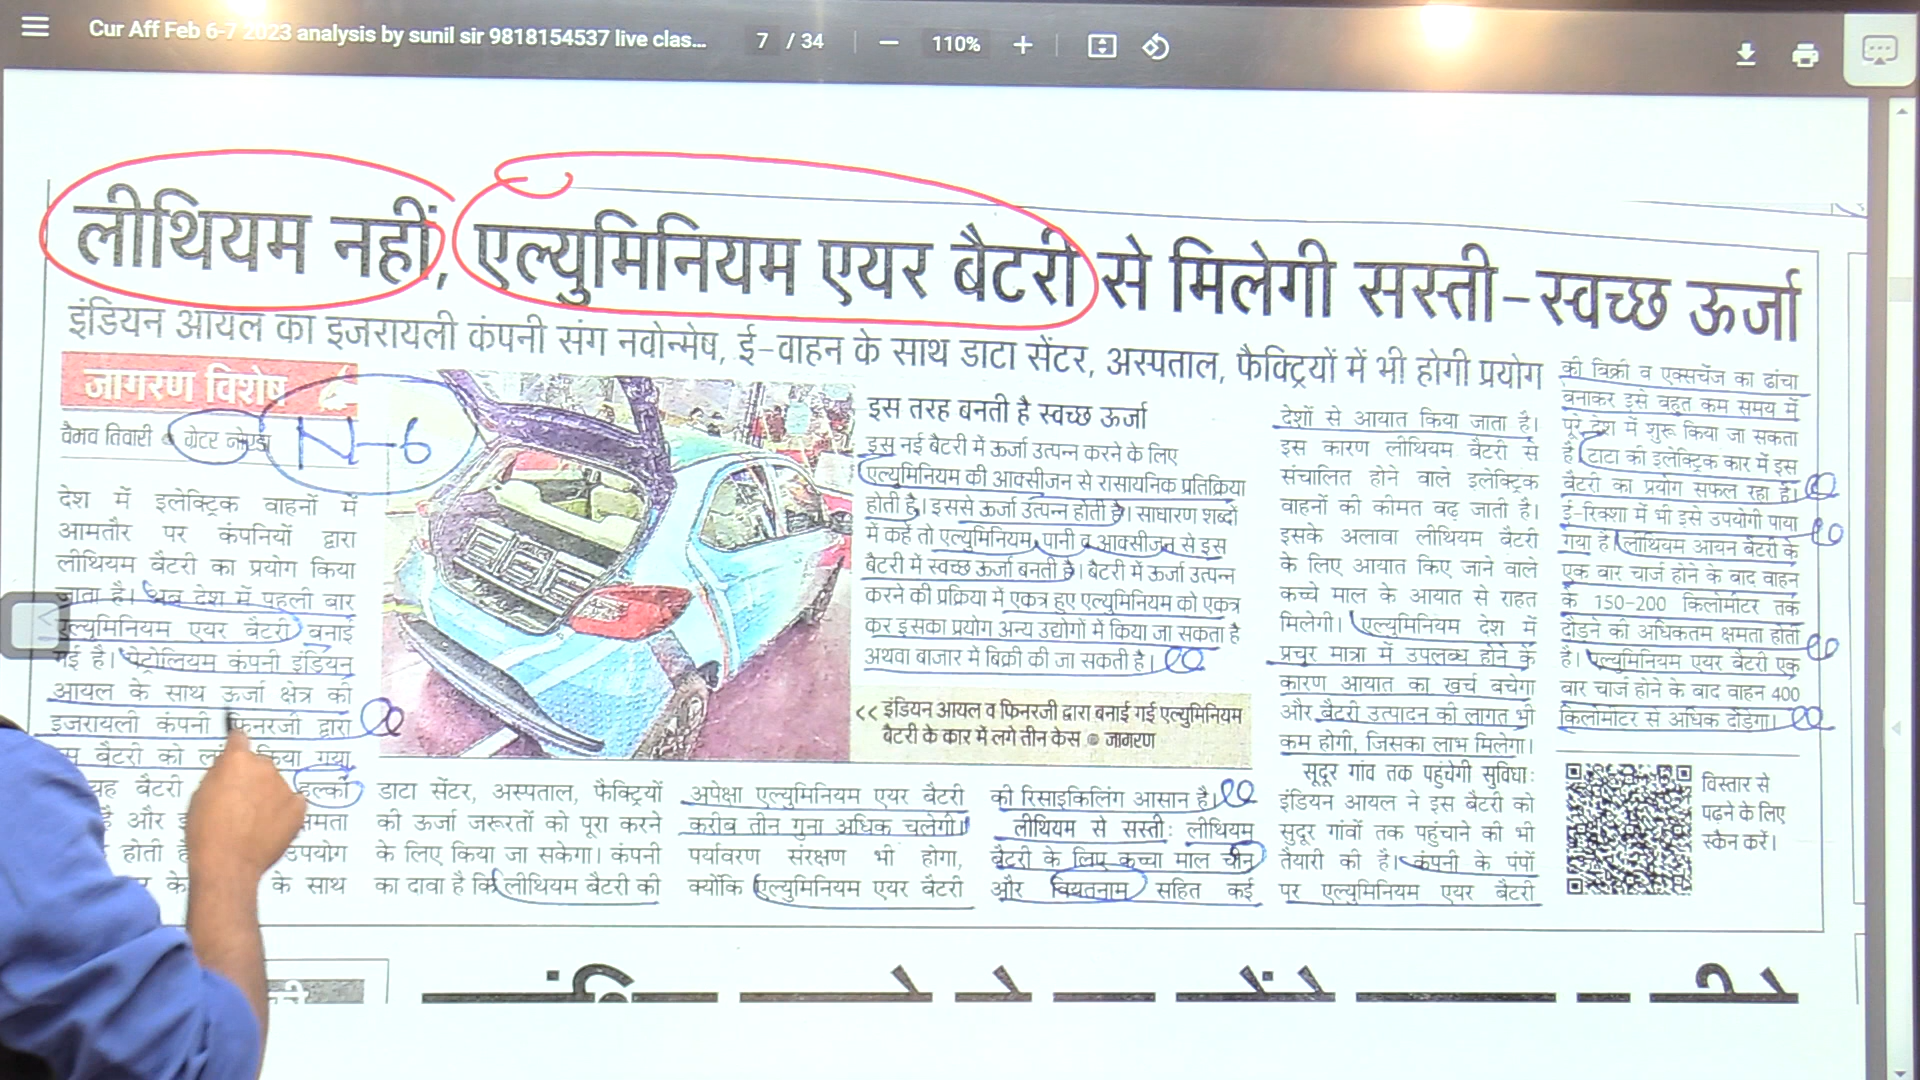 Cur Aff Feb 6-7 2023 analysis by sunil sir 9818154537 live clas...
7 / 34
110%
लीथियम नहीं, एल्युमिनियम एयर बैटरी से मिलेगी सस्ती-स्वच्छ ऊर्जा
इंडियन आयल का इजरायली कंपनी संग नवोन्मेष, ई-वाहन के साथ डाटा सेंटर, अस्पताल, फैक्ट्रियों में भी होगी प्रयोग
जागरण विशेष
वैभव तिवारी ● ग्रेटर नोएडा
N-6
देश में इलेक्ट्रिक वाहनों में
आमतौर पर कंपनियों द्वारा
लीथियम बैटरी का प्रयोग किया
जाता है। अब देश में पहली बार
एल्युमिनियम एयर बैटरी बनाई
गई है। पेट्रोलियम कंपनी इंडियन
आयल के साथ ऊर्जा क्षेत्र की
इजरायली कंपनी फिनरजी द्वारा
बैटरी को किया गया
यह बैटरी हल्की
है और क्षमता
होती है उपयोग
के के साथ
डाटा सेंटर, अस्पताल, फैक्ट्रियों
की ऊर्जा जरूरतों को पूरा करने
के लिए किया जा सकेगा। कंपनी
का दावा है कि लीथियम बैटरी की
अपेक्षा एल्युमिनियम एयर बैटरी
करीब तीन गुना अधिक चलेगी।
पर्यावरण संरक्षण भी होगा,
क्योंकि एल्युमिनियम एयर बैटरी
इस तरह बनती है स्वच्छ ऊर्जा
इस नई बैटरी में ऊर्जा उत्पन्न करने के लिए
एल्युमिनियम की आक्सीजन से रासायनिक प्रतिक्रिया
होती है। इससे ऊर्जा उत्पन्न होती है। साधारण शब्दों
में कहें तो एल्युमिनियम, पानी व आक्सीजन से इस
बैटरी में स्वच्छ ऊर्जा बनती है। बैटरी में ऊर्जा उत्पन्न
करने की प्रक्रिया में एकत्र हुए एल्युमिनियम को एकत्र
कर इसका प्रयोग अन्य उद्योगों में किया जा सकता है
अथवा बाजार में बिक्री की जा सकती है।
<< इंडियन आयल व फिनरजी द्वारा बनाई गई एल्युमिनियम
बैटरी के कार में लगे तीन केस ● जागरण
की रिसाइकिलिंग आसान है।
लीथियम से सस्ती: लीथियम
बैटरी के लिए कच्चा माल चीन
और वियतनाम सहित कई
देशों से आयात किया जाता है।
इस कारण लीथियम बैटरी से
संचालित होने वाले इलेक्ट्रिक
वाहनों की कीमत बढ़ जाती है।
इसके अलावा लीथियम बैटरी
के लिए आयात किए जाने वाले
कच्चे माल के आयात से राहत
मिलेगी। एल्युमिनियम देश में
प्रचुर मात्रा में उपलब्ध होने के
कारण आयात का खर्च बचेगा
और बैटरी उत्पादन की लागत भी
कम होगी, जिसका लाभ मिलेगा।
सुदूर गांव तक पहुंचेगी सुविधा:
इंडियन आयल ने इस बैटरी को
सुदूर गांवों तक पहुंचाने की भी
तैयारी की है। कंपनी के पंपों
पर एल्युमिनियम एयर बैटरी
की बिक्री व एक्सचेंज का ढांचा
बनाकर इसे बहुत कम समय में
पूरे देश में शुरू किया जा सकता
है। टाटा की इलेक्ट्रिक कार में इस
बैटरी का प्रयोग सफल रहा है।
ई-रिक्शा में भी इसे उपयोगी पाया
गया है। लीथियम आयन बैटरी के
एक बार चार्ज होने के बाद वाहन
के 150-200 किलोमीटर तक
दौड़ने की अधिकतम क्षमता होती
है। एल्युमिनियम एयर बैटरी एक
बार चार्ज होने के बाद वाहन 400
किलोमीटर से अधिक दौड़ेगा।
विस्तार से
पढ़ने के लिए
स्कैन करें।